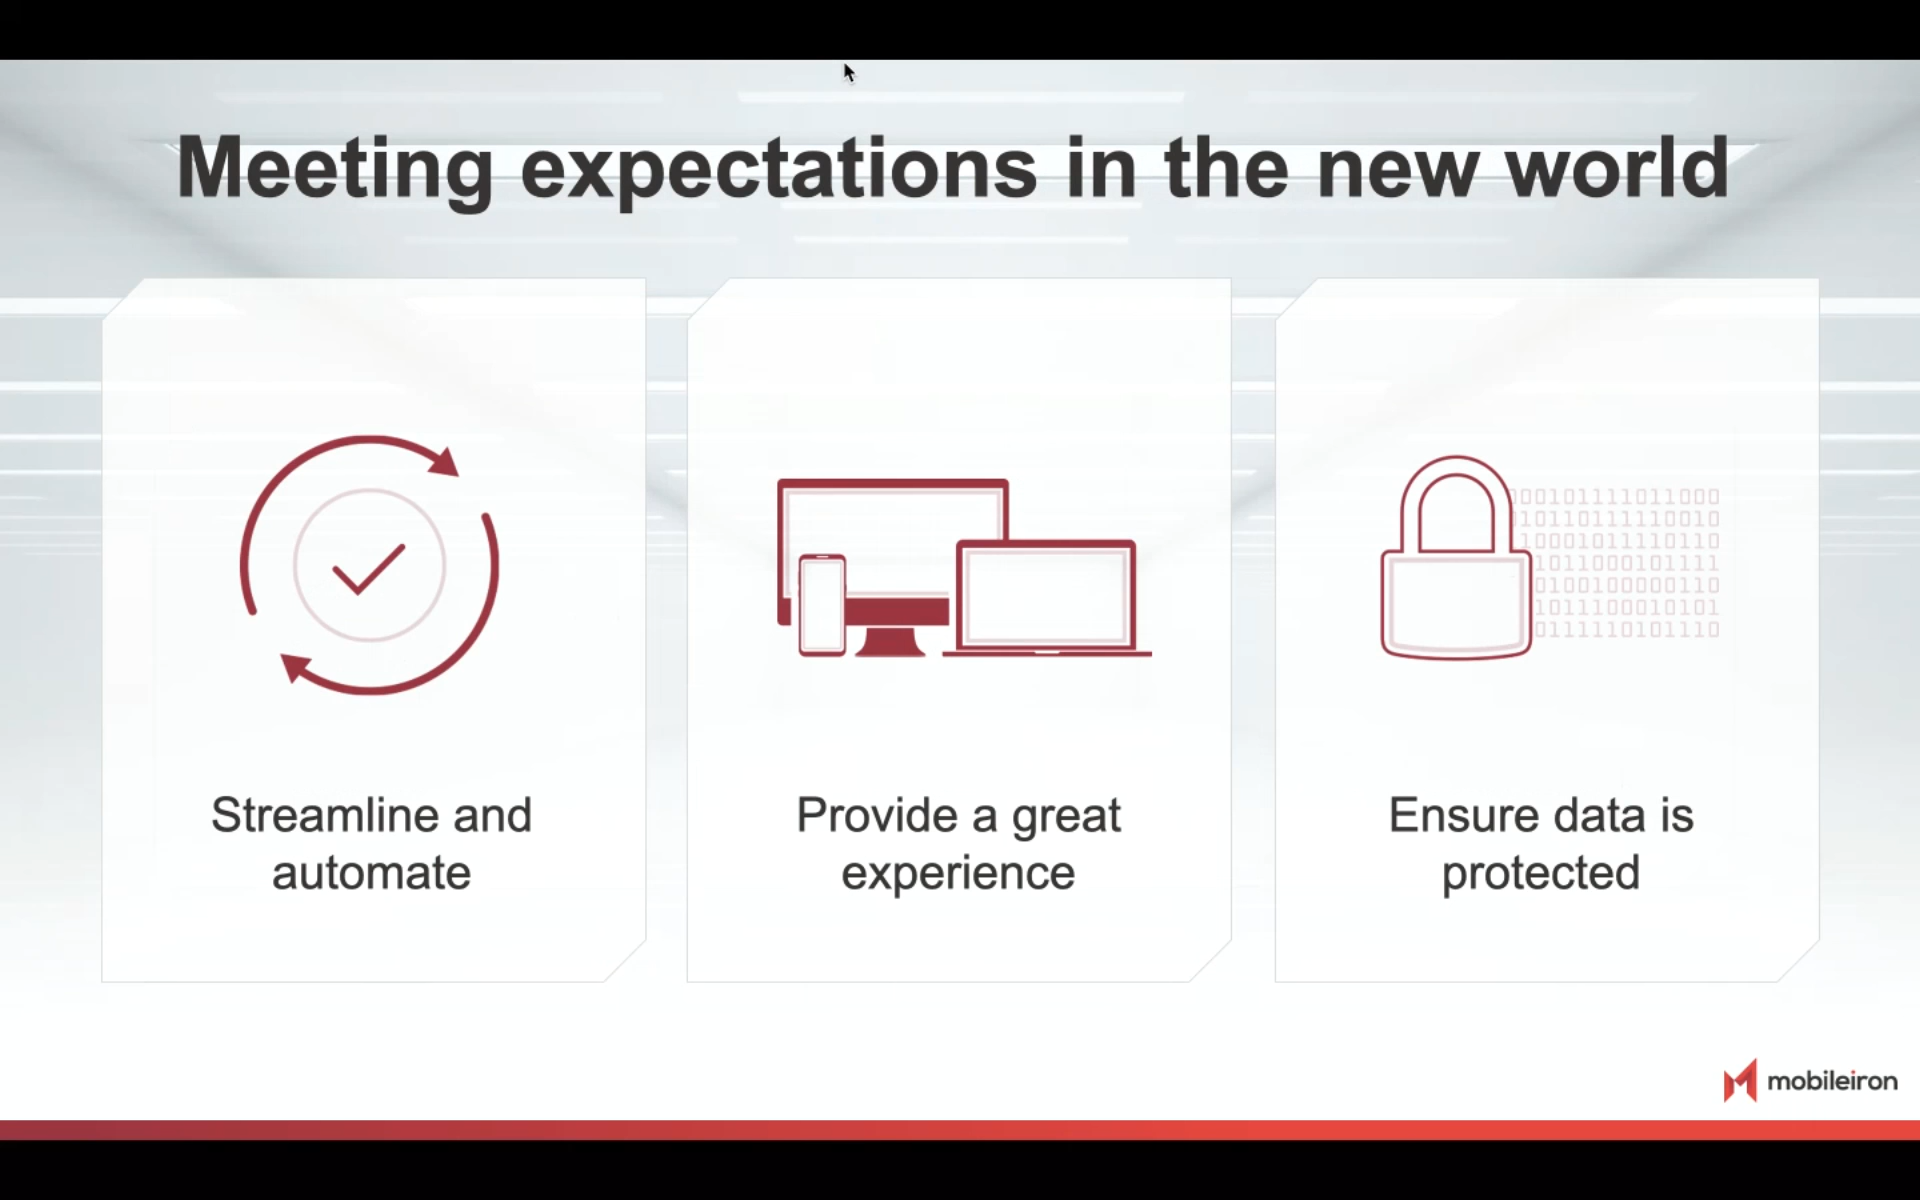 Meeting expectations in the new world
Streamline and
automate
Provide a great
experience
Ensure data is
protected
mobileiron